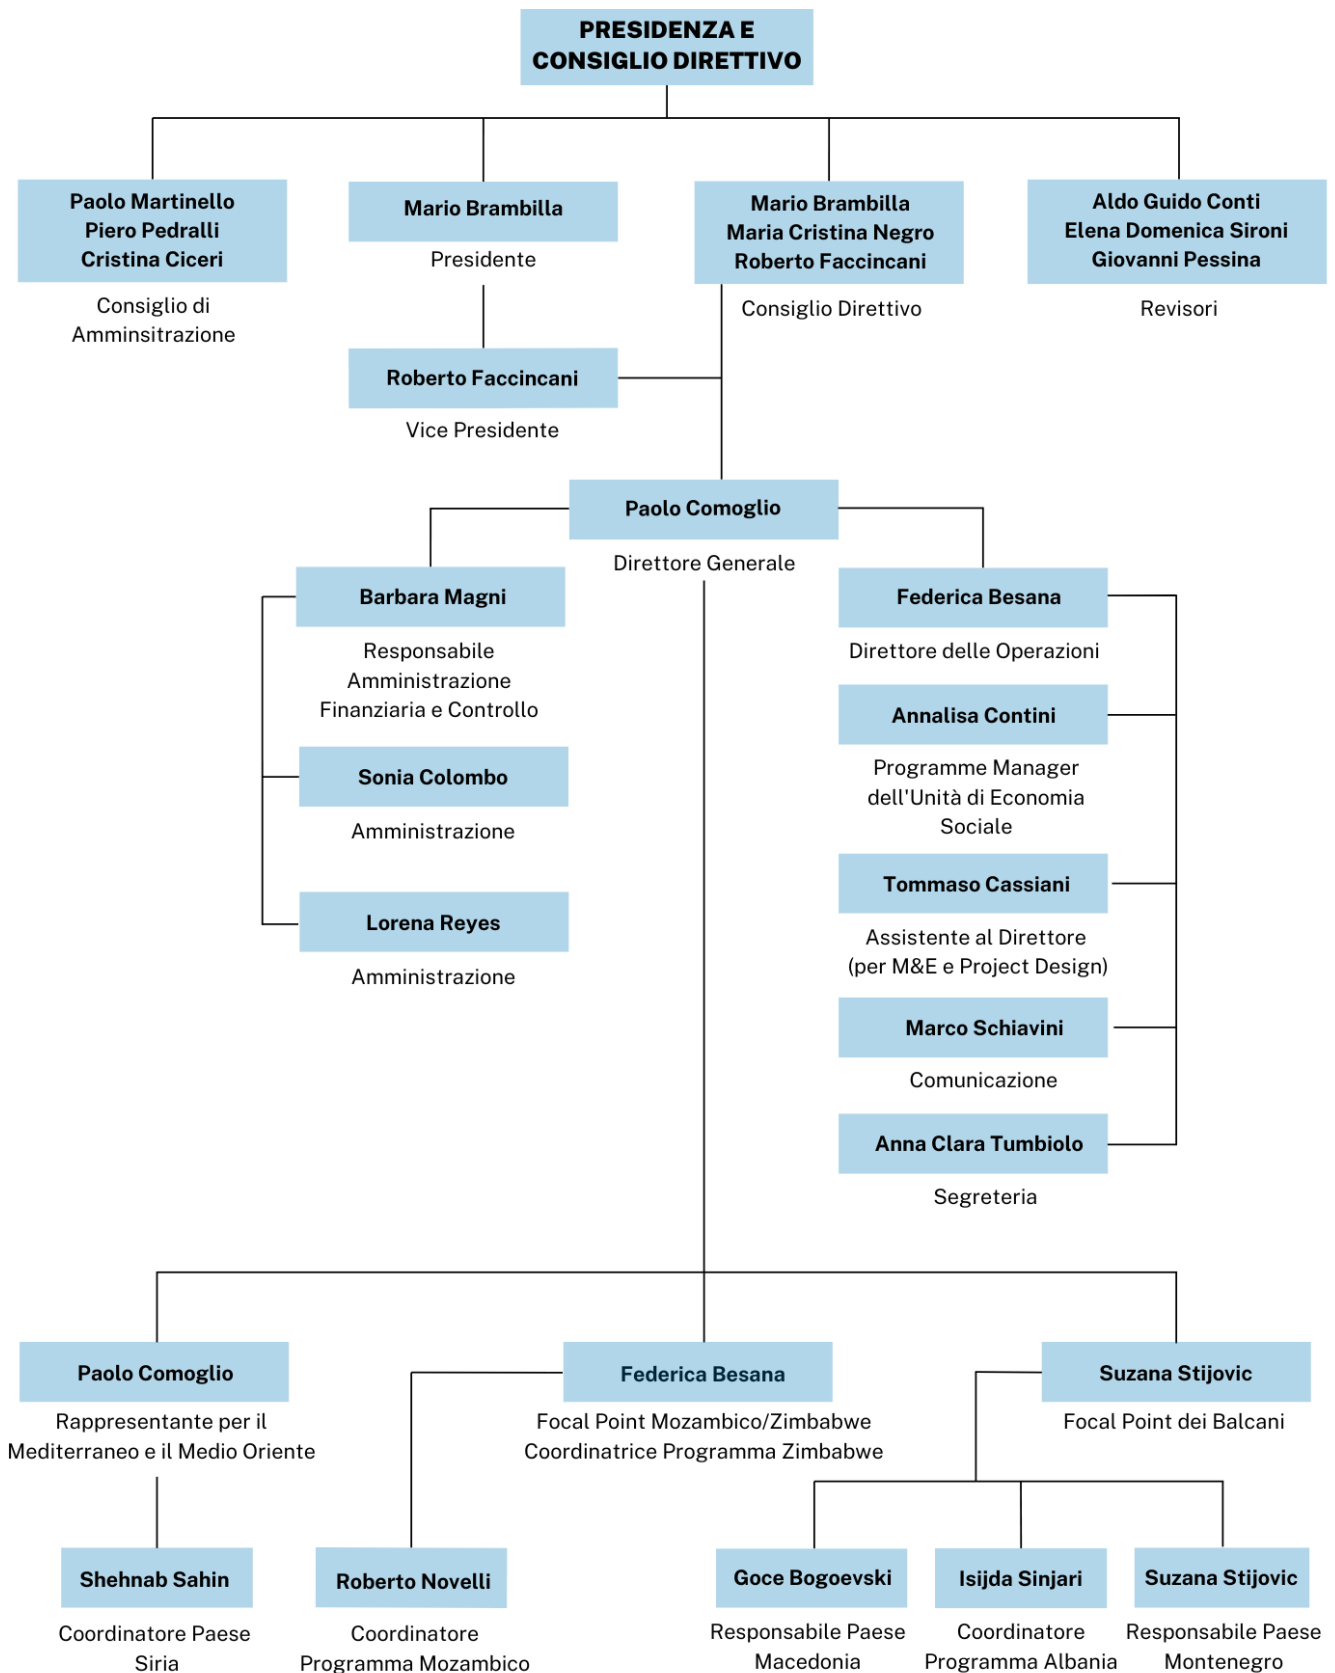 PRESIDENZA E
CONSIGLIO DIRETTIVO
Paolo Martinello
Piero Pedralli
Cristina Ciceri
Consiglio di
Amminsitrazione
Mario Brambilla
Presidente
Mario Brambilla
Maria Cristina Negro
Roberto Faccincani
Consiglio Direttivo
Aldo Guido Conti
Elena Domenica Sironi
Giovanni Pessina
Revisori
Roberto Faccincani
Vice Presidente
Paolo Comoglio
Direttore Generale
Barbara Magni
Responsabile
Amministrazione
Finanziaria e Controllo
Sonia Colombo
Amministrazione
Lorena Reyes
Amministrazione
Federica Besana
Direttore delle Operazioni
Annalisa Contini
Programme Manager
dell'Unità di Economia
Sociale
Tommaso Cassiani
Assistente al Direttore
(per M&E e Project Design)
Marco Schiavini
Comunicazione
Anna Clara Tumbiolo
Segreteria
Paolo Comoglio
Rappresentante per il
Mediterraneo e il Medio Oriente
Federica Besana
Focal Point Mozambico/Zimbabwe
Coordinatrice Programma Zimbabwe
Suzana Stijovic
Focal Point dei Balcani
Shehnab Sahin
Coordinatore Paese
Siria
Roberto Novelli
Coordinatore
Programma Mozambico
Goce Bogoevski
Responsabile Paese
Macedonia
Isijda Sinjari
Coordinatore
Programma Albania
Suzana Stijovic
Responsabile Paese
Montenegro